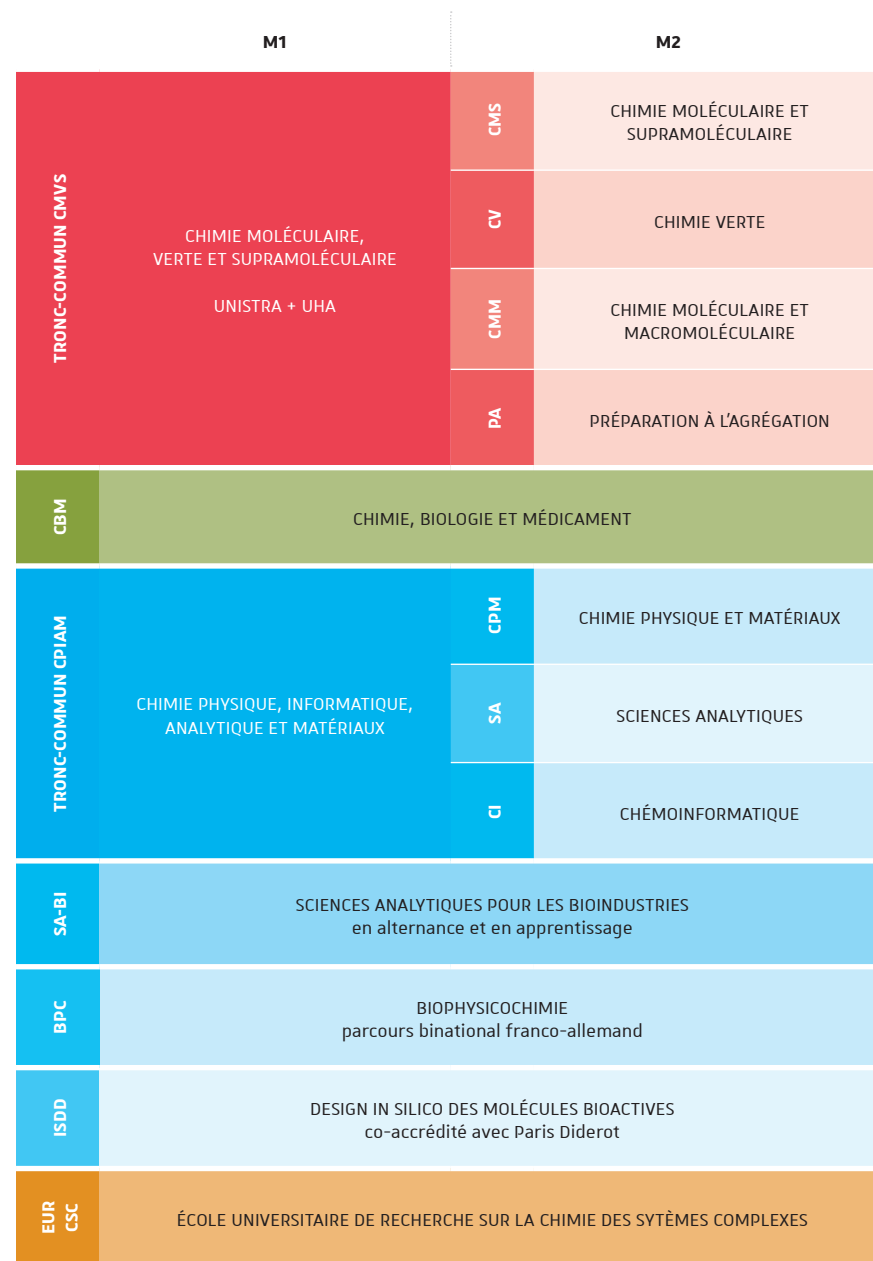 M1
M2
TRONC-COMMUN CMVS
CHIMIE MOLÉCULAIRE,
VERTE ET SUPRAMOLÉCULAIRE
UNISTRA + UHA
CMS
CHIMIE MOLÉCULAIRE ET
SUPRAMOLÉCULAIRE
CV
CHIMIE VERTE
CMM
CHIMIE MOLÉCULAIRE ET
MACROMOLÉCULAIRE
PA
PRÉPARATION À L'AGRÉGATION
CBM
CHIMIE, BIOLOGIE ET MÉDICAMENT
TRONC-COMMUN CPIAM
CHIMIE PHYSIQUE, INFORMATIQUE,
ANALYTIQUE ET MATÉRIAUX
CPM
CHIMIE PHYSIQUE ET MATÉRIAUX
SA
SCIENCES ANALYTIQUES
CI
CHÉMOINFORMATIQUE
SA-BI
SCIENCES ANALYTIQUES POUR LES BIOINDUSTRIES
en alternance et en apprentissage
BPC
BIOPHYSICOCHIMIE
parcours binational franco-allemand
ISDD
DESIGN IN SILICO DES MOLÉCULES BIOACTIVES
co-accrédité avec Paris Diderot
EUR
CSC
ÉCOLE UNIVERSITAIRE DE RECHERCHE SUR LA CHIMIE DES SYTÈMES COMPLEXES